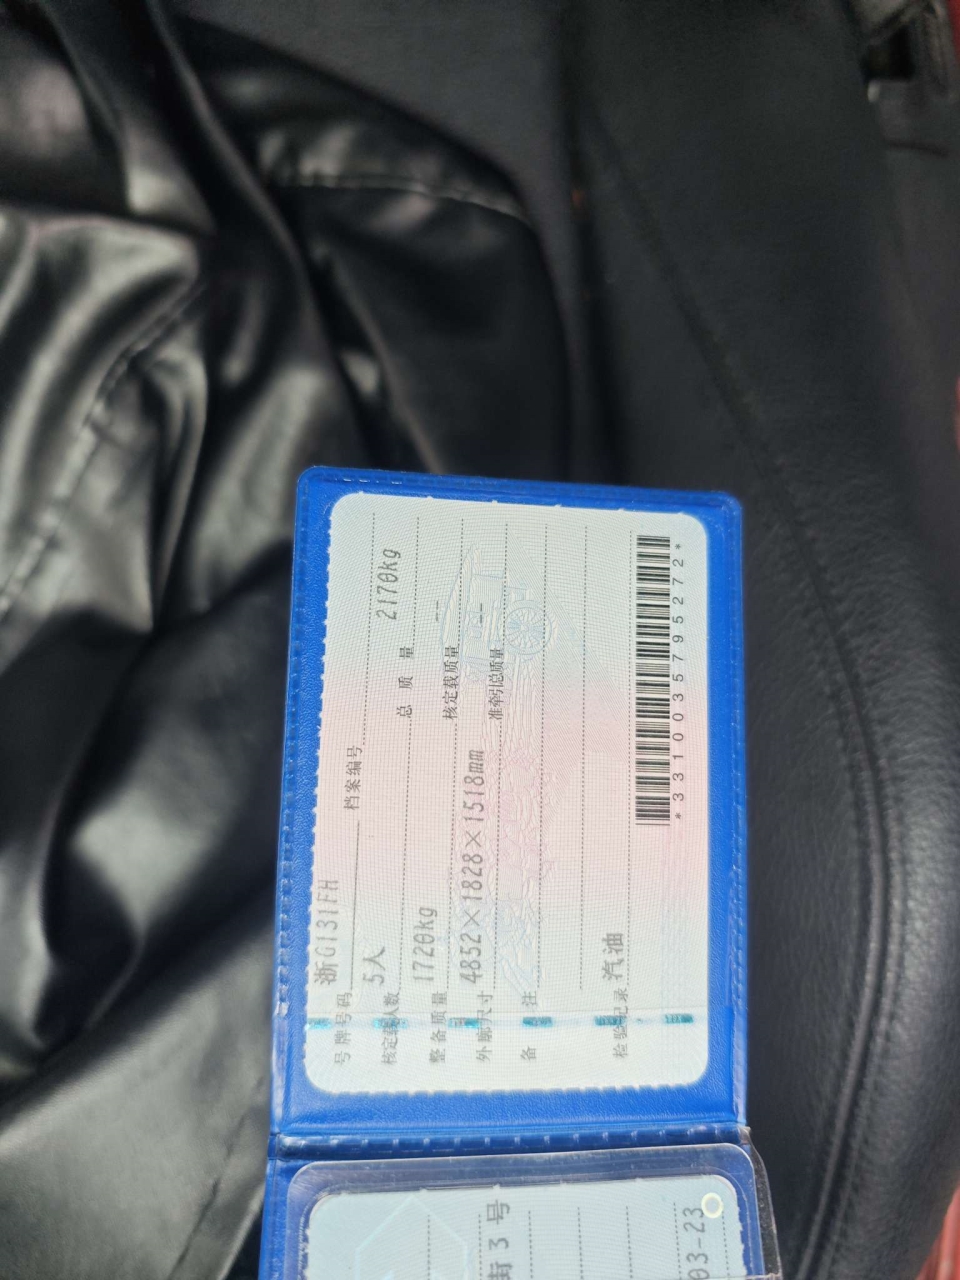 号牌号码 浙G131FH 档案编号
核定载人数 5人 总质量 2170kg
整备质量 1720kg 核定载质量 --
外廓尺寸 4852×1828×1518mm 准牵引总质量 --
备注
检验记录 汽油
*3310035795272*
街3号
03-23